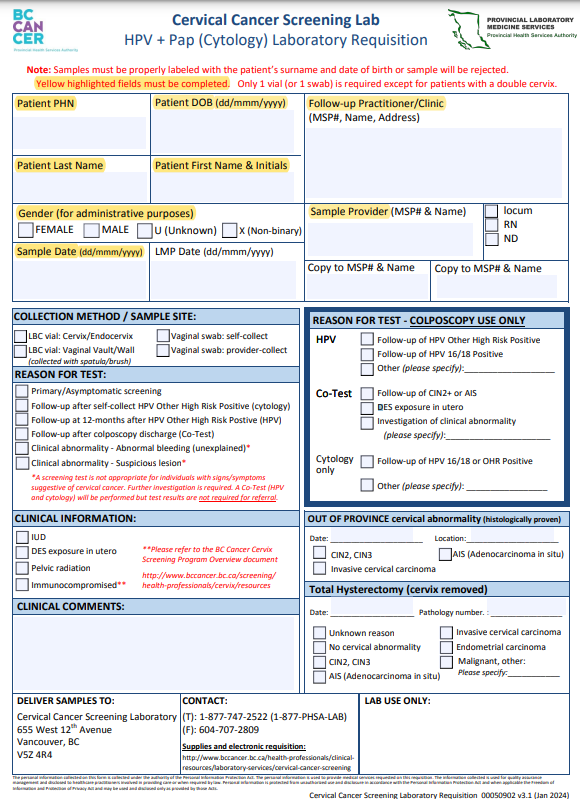 BC
CAN
CER
Provincial Health Services Authority
Cervical Cancer Screening Lab
HPV + Pap (Cytology) Laboratory Requisition
PROVINCIAL LABORATORY
MEDICINE SERVICES
Provincial Health Services Authority
Note: Samples must be properly labeled with the patient's surname and date of birth or sample will be rejected.
Yellow highlighted fields must be completed. Only 1 vial (or 1 swab) is required except for patients with a double cervix.
Patient PHN
Patient DOB (dd/mmm/yyyy)
Follow-up Practitioner/Clinic
(MSP#, Name, Address)
Patient Last Name
Patient First Name & Initials
Gender (for administrative purposes)
FEMALE
MALE
U (Unknown)
X (Non-binary)
Sample Provider (MSP# & Name)
locum
RN
ND
Sample Date (dd/mmm/yyyy)
LMP Date (dd/mmm/yyyy)
Copy to MSP# & Name
Copy to MSP# & Name
COLLECTION METHOD / SAMPLE SITE:
LBC vial: Cervix/Endocervix
Vaginal swab: self-collect
LBC vial: Vaginal Vault/Wall
Vaginal swab: provider-collect
(collected with spatula/brush)
REASON FOR TEST:
Primary/Asymptomatic screening
Follow-up after self-collect HPV Other High Risk Positive (cytology)
Follow-up at 12-months after HPV Other High Risk Postive (HPV)
Follow-up after colposcopy discharge (Co-Test)
Clinical abnormality - Abnormal bleeding (unexplained)*
Clinical abnormality - Suspicious lesion*
*A screening test is not appropriate for individuals with signs/symptoms
suggestive of cervical cancer. Further investigation is required. A Co-Test (HPV
and cytology) will be performed but test results are not required for referral.
REASON FOR TEST - COLPOSCOPY USE ONLY
HPV
Follow-up of HPV Other High Risk Positive
Follow-up of HPV 16/18 Positive
Other (please specify):
Co-Test
Follow-up of CIN2+ or AIS
DES exposure in utero
Investigation of clinical abnormality
(please specify):
Cytology
only
Follow-up of HPV 16/18 or OHR Positive
Other (please specify):
CLINICAL INFORMATION:
IUD
DES exposure in utero
Pelvic radiation
Immunocompromised**
**Please refer to the BC Cancer Cervix
Screening Program Overview document
http://www.bccancer.bc.ca/screening/
health-professionals/cervix/resources
OUT OF PROVINCE cervical abnormality (histologically proven)
Date:
Location:
CIN2, CIN3
AIS (Adenocarcinoma in situ)
Invasive cervical carcinoma
Total Hysterectomy (cervix removed)
Date:
Pathology number. :
Unknown reason
Invasive cervical carcinoma
No cervical abnormality
Endometrial carcinoma
CIN2, CIN3
Malignant, other:
AIS (Adenocarcinoma in situ)
Please specify:
CLINICAL COMMENTS:
DELIVER SAMPLES TO:
Cervical Cancer Screening Laboratory
655 West 12th Avenue
Vancouver, BC
V5Z 4R4
CONTACT:
(T): 1-877-747-2522 (1-877-PHSA-LAB)
(F): 604-707-2809
Supplies and electronic requisition:
http://www.bccancer.bc.ca/health-professionals/clinical-
resources/laboratory-services/cervical-cancer-screening
LAB USE ONLY:
The personal information collected on this form is collected under the authority of the Personal Information Protection Act. The personal information is used to provide medical services requested on this requisition. The information collected is used for quality assurance
management and disclosed to healthcare practitioners involved in providing care or when required by law. Personal information is protected from unauthorized use and disclosure in accordance with the Personal Information Protection Act and when applicable the Freedom of
Information and Protection of Privacy Act and may be used and disclosed only as provided by those Acts.
Cervical Cancer Screening Laboratory Requisition 00050902 v3.1 (Jan 2024)